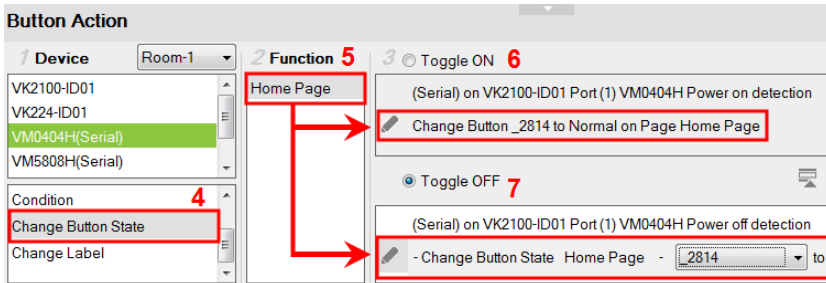 Button Action
1 Device Room-1
2 Function 5
3 Toggle ON 6
VK2100-ID01
VK224-ID01
VM0404H(Serial)
VM5808H(Serial)
Condition 4
Change Button State
Change Label
Home Page
(Serial) on VK2100-ID01 Port (1) VM0404H Power on detection
Change Button _2814 to Normal on Page Home Page
Toggle OFF 7
(Serial) on VK2100-ID01 Port (1) VM0404H Power off detection
- Change Button State Home Page - _2814 to